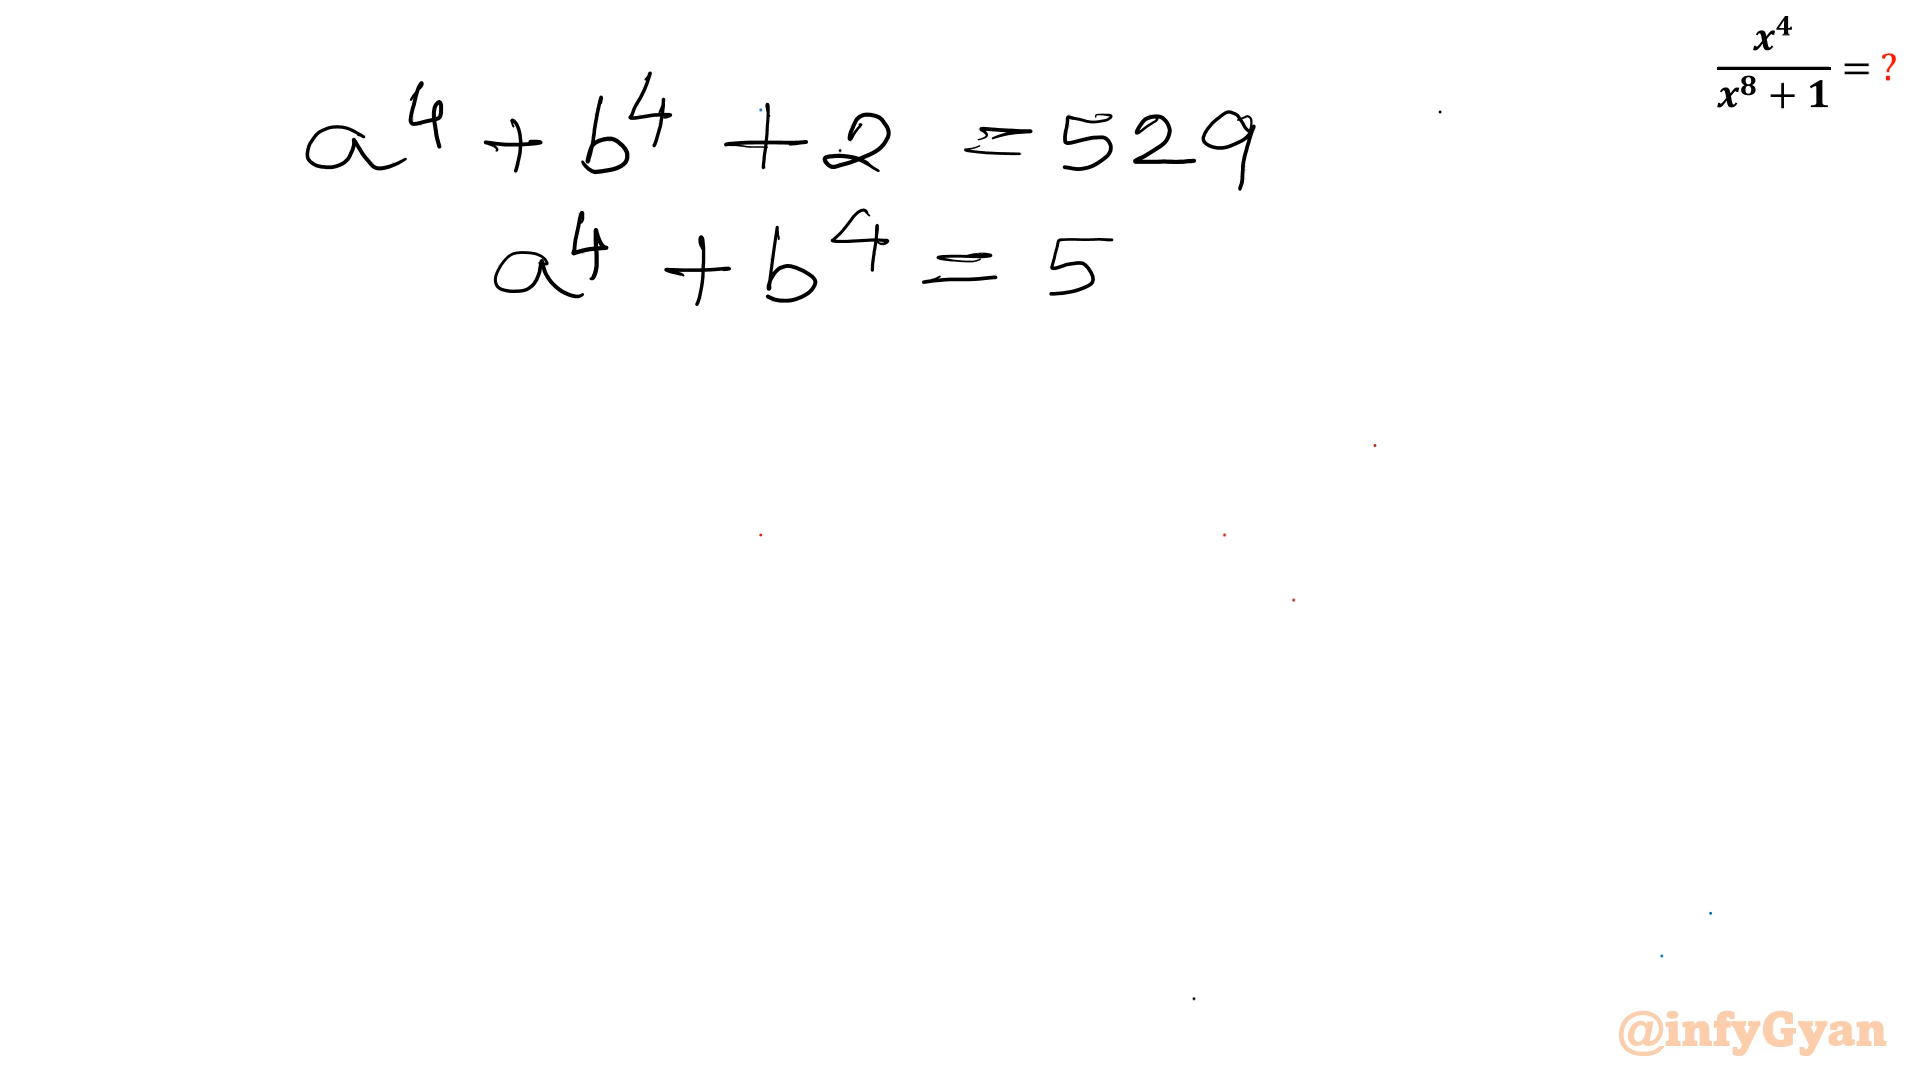 x⁴/(x⁸ + 1) = ?
a⁴ + b⁴ + 2 = 529
a⁴ + b⁴ = 5
@infyGyan